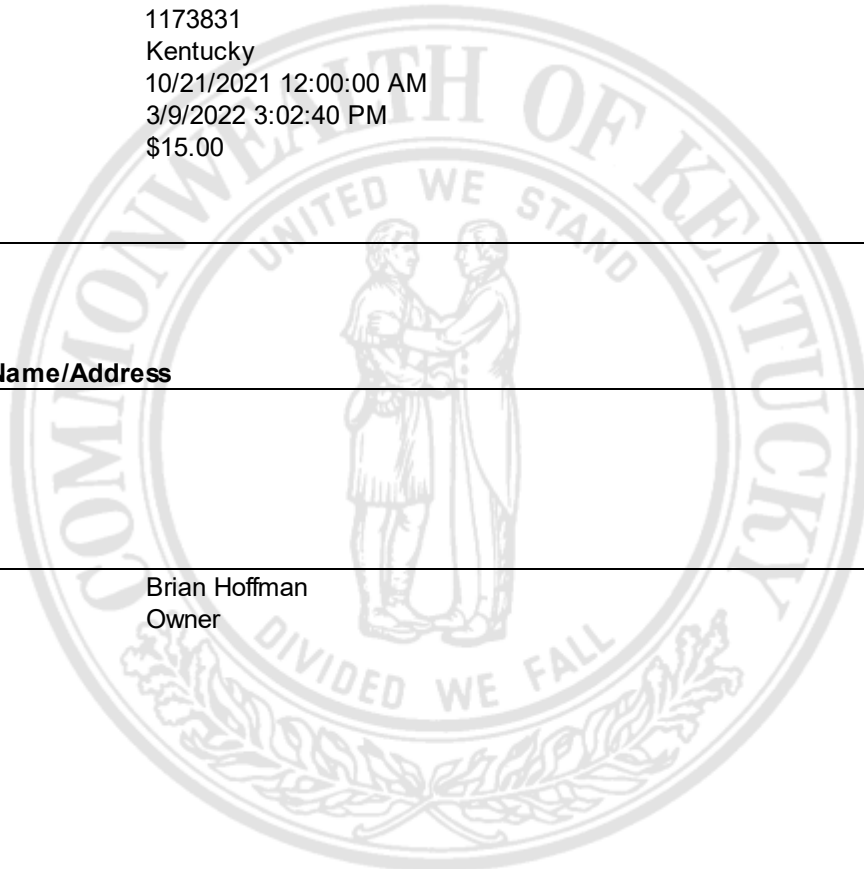 1173831
Kentucky
10/21/2021 12:00:00 AM
3/9/2022 3:02:40 PM
$15.00
Name/Address
Brian Hoffman
Owner
COMMONWEALTH OF KENTUCKY
UNITED WE STAND
DIVIDED WE FALL